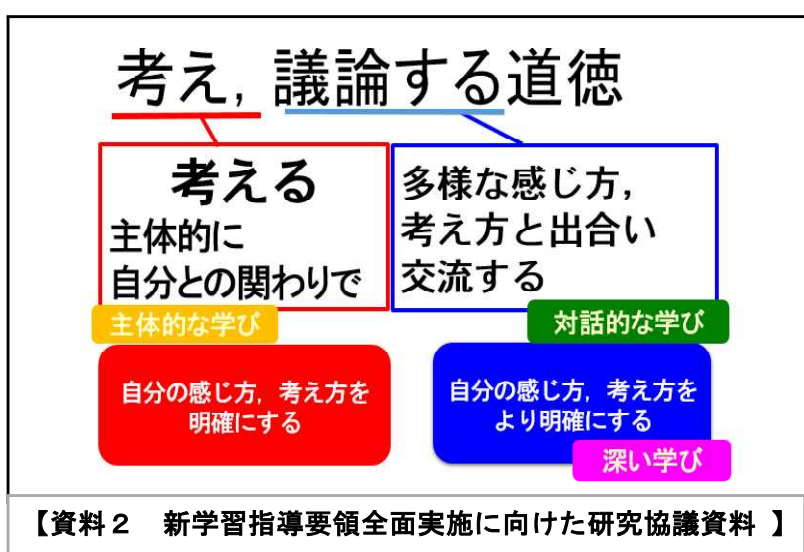 考え，議論する道徳
考える
主体的に
自分との関わりで
主体的な学び
多様な感じ方，
考え方と出合い
交流する
対話的な学び
自分の感じ方，考え方を
明確にする
自分の感じ方，考え方を
より明確にする
深い学び
【資料２　新学習指導要領全面実施に向けた研究協議資料 】